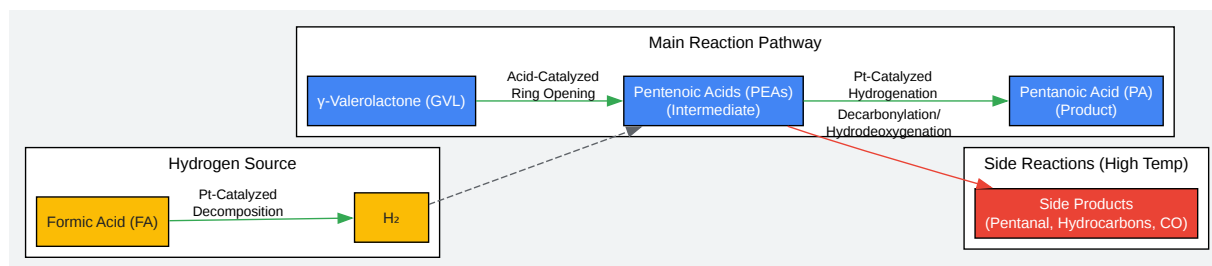 Main Reaction Pathway
γ-Valerolactone (GVL)
Acid-Catalyzed
Ring Opening
Pentenoic Acids (PEAs)
(Intermediate)
Pt-Catalyzed
Hydrogenation
Decarbonylation/
Hydrodeoxygenation
Pentanoic Acid (PA)
(Product)
Hydrogen Source
Formic Acid (FA)
Pt-Catalyzed
Decomposition
H₂
Side Reactions (High Temp)
Side Products
(Pentanal, Hydrocarbons, CO)